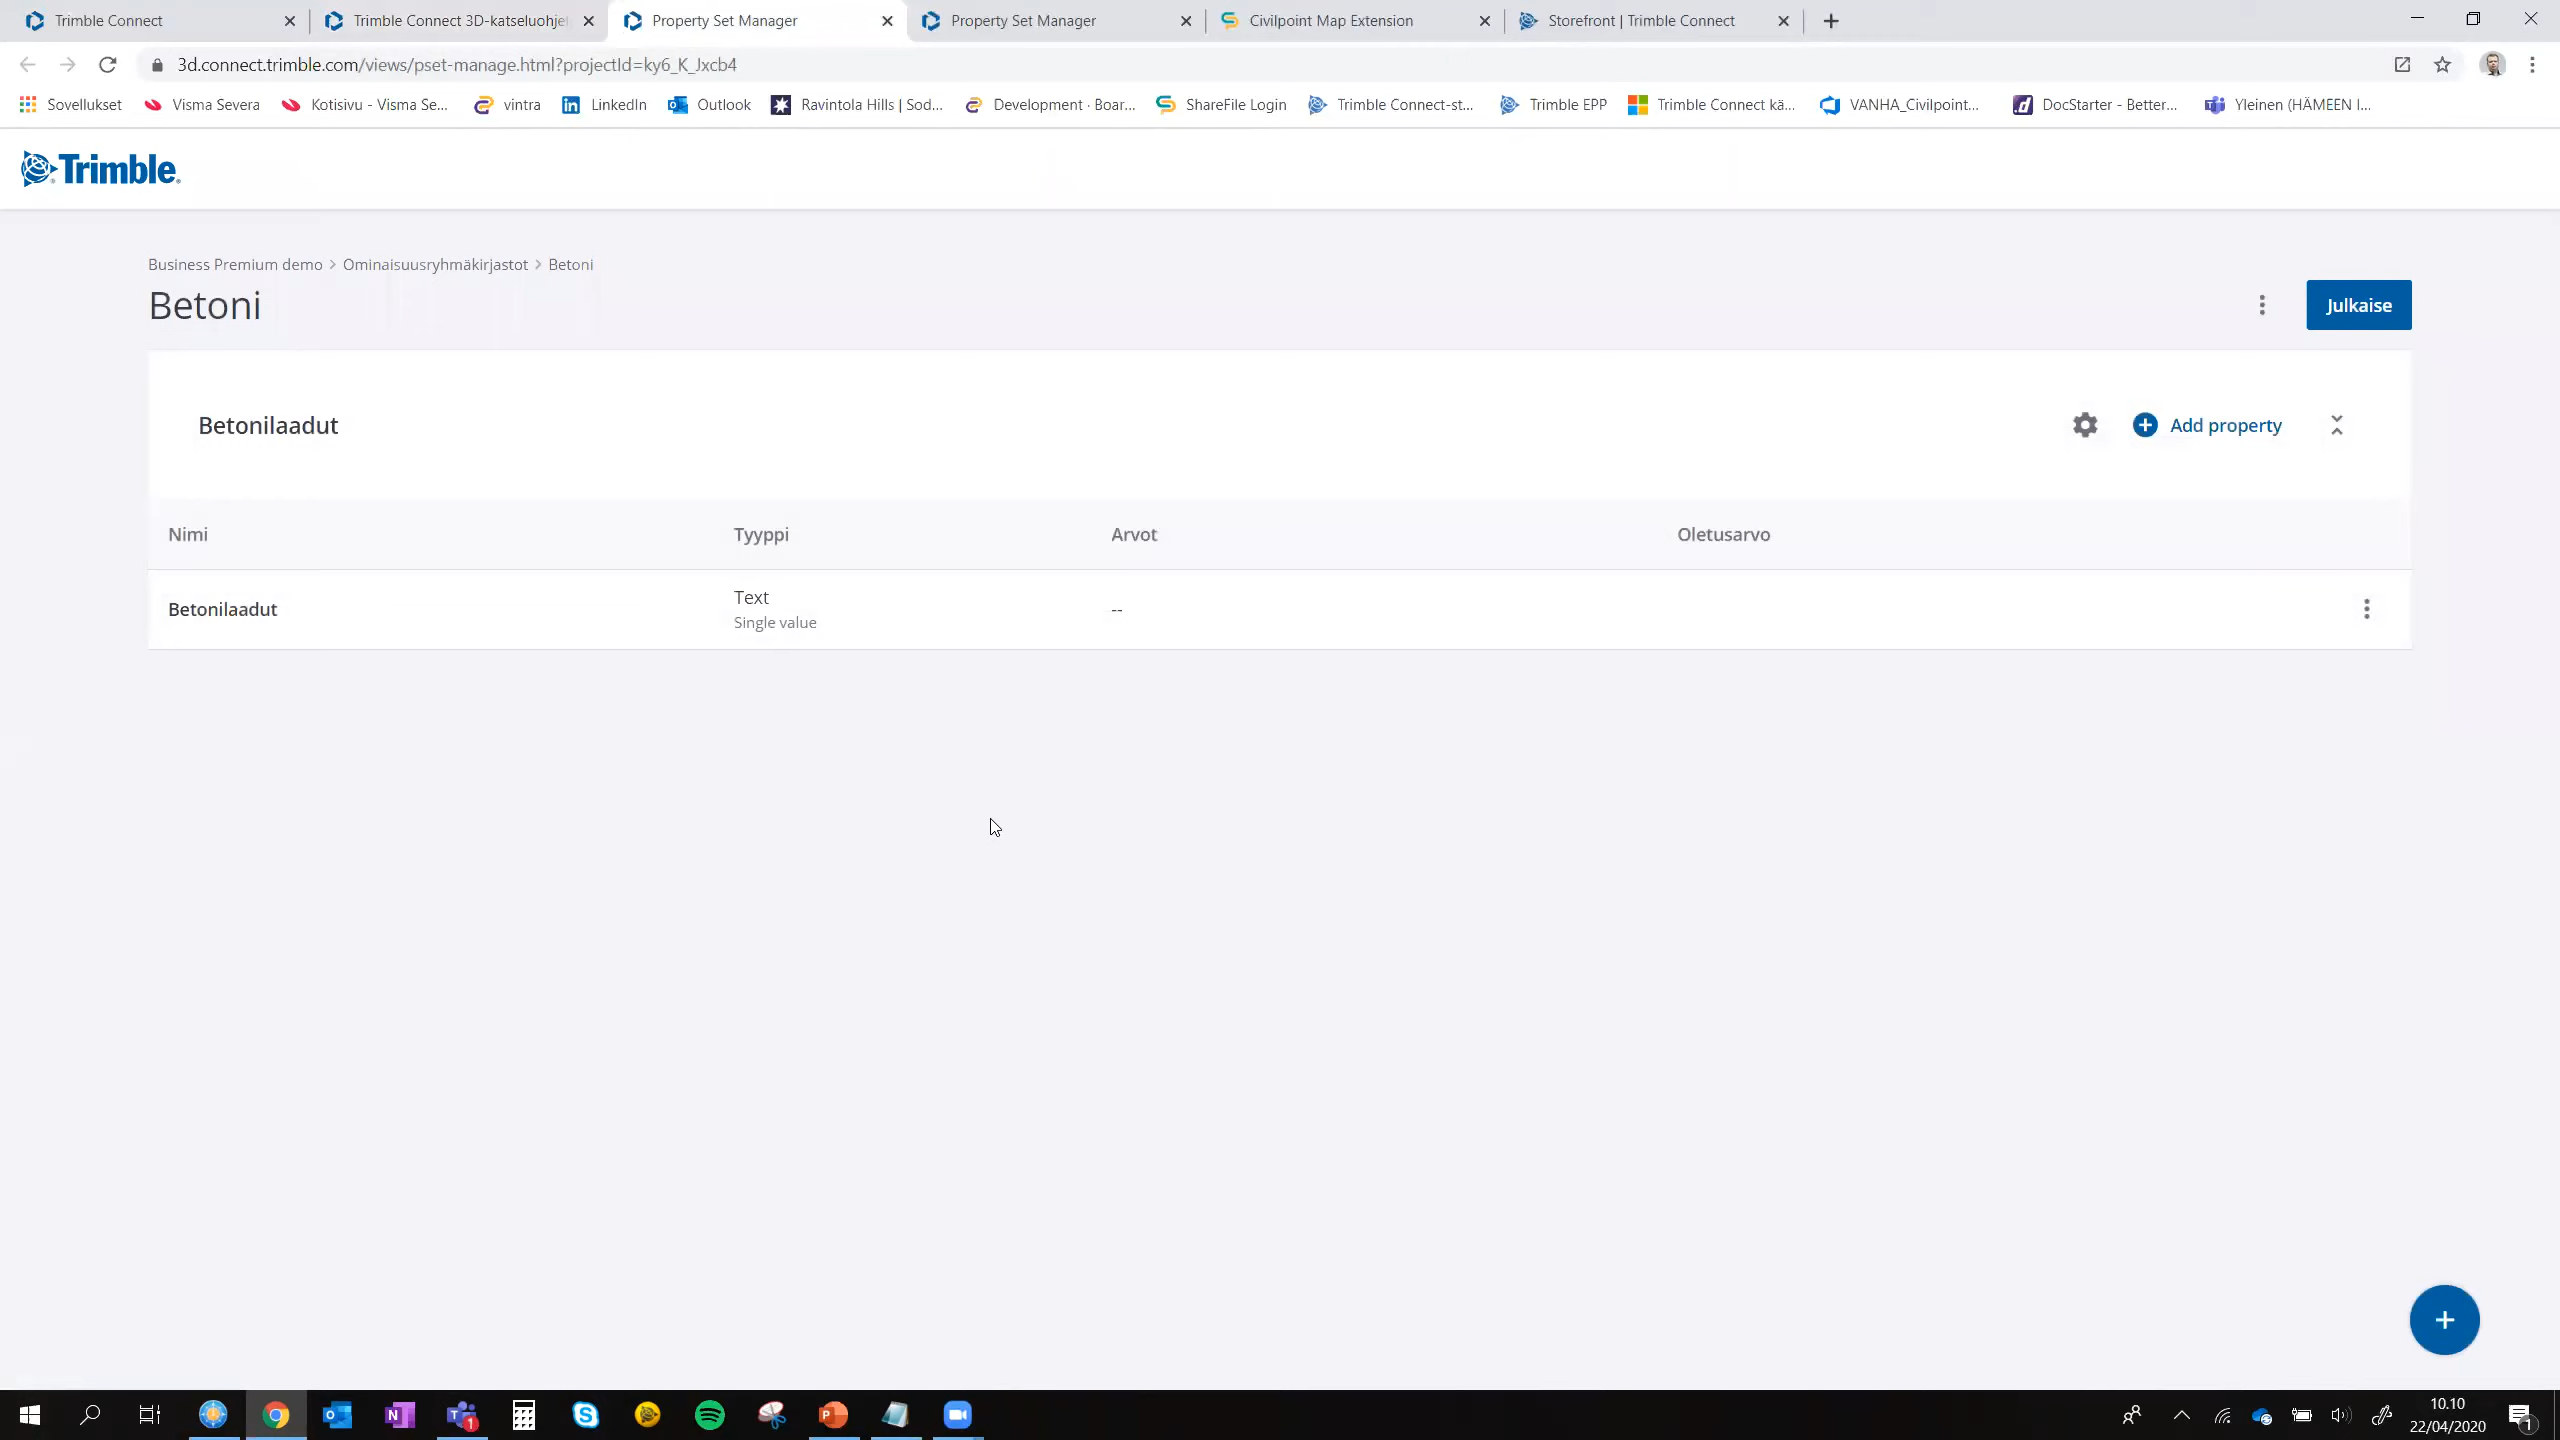 Trimble Connect
Trimble Connect 3D-katseluohjel
Property Set Manager
Property Set Manager
Civilpoint Map Extension
Storefront | Trimble Connect
3d.connect.trimble.com/views/pset-manage.html?projectId=ky6_K_Jxcb4
Sovellukset
Visma Severa
Kotisivu - Visma Se...
vintra
LinkedIn
Outlook
Ravintola Hills | Sod...
Development · Boar...
ShareFile Login
Trimble Connect-st...
Trimble EPP
Trimble Connect kä...
VANHA_Civilpoint...
DocStarter - Better...
Yleinen (HÄMEEN I...
Trimble
Business Premium demo > Ominaisuusryhmäkirjastot > Betoni
Betoni
Julkaise
Betonilaadut
Add property
Nimi
Tyyppi
Arvot
Oletusarvo
Betonilaadut
Text
Single value
--
10.10
22/04/2020